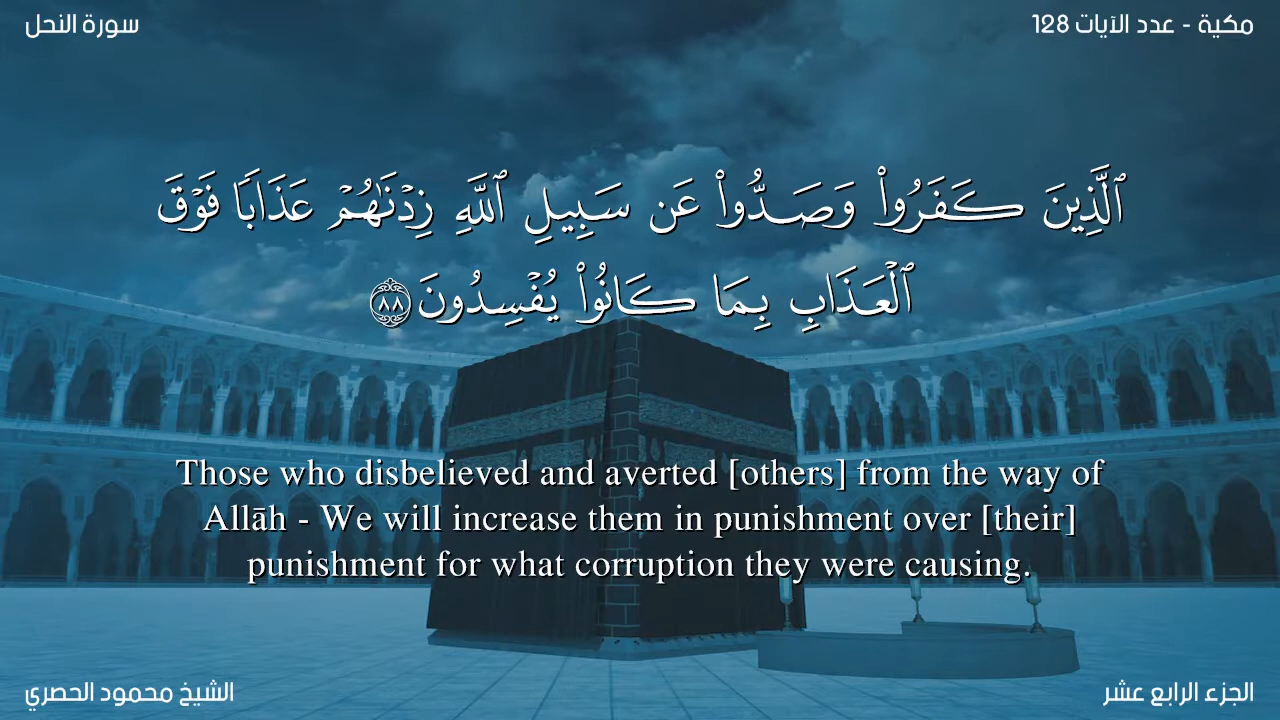 مكية - عدد الآيات 128
سورة النحل
ٱلَّذِينَ كَفَرُوا۟ وَصَدُّوا۟ عَن سَبِيلِ ٱللَّهِ زِدْنَـٰهُمْ عَذَابًا فَوْقَ
ٱلْعَذَابِ بِمَا كَانُوا۟ يُفْسِدُونَ ٨٨
Those who disbelieved and averted [others] from the way of
Allāh - We will increase them in punishment over [their]
punishment for what corruption they were causing.
الجزء الرابع عشر
الشيخ محمود الحصري